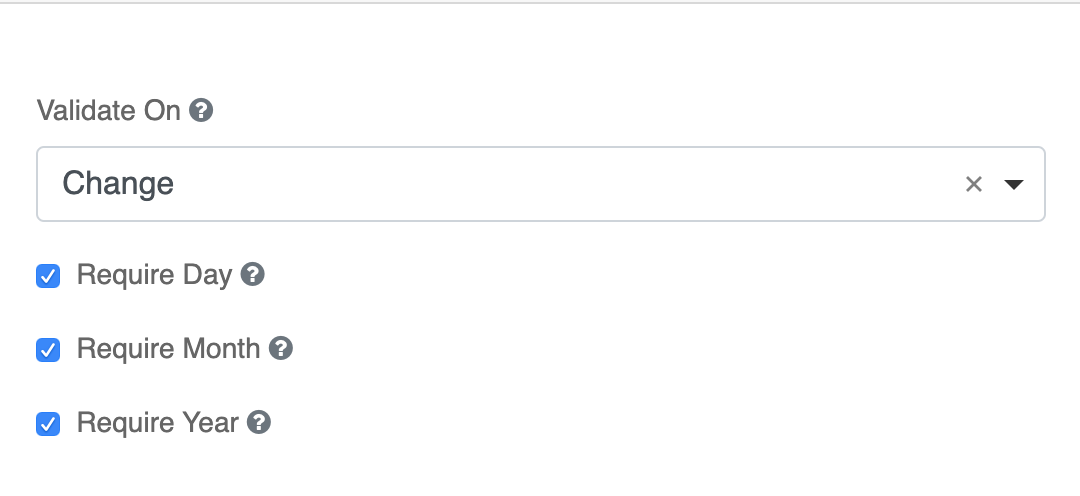 Validate On
Change
Require Day
Require Month
Require Year